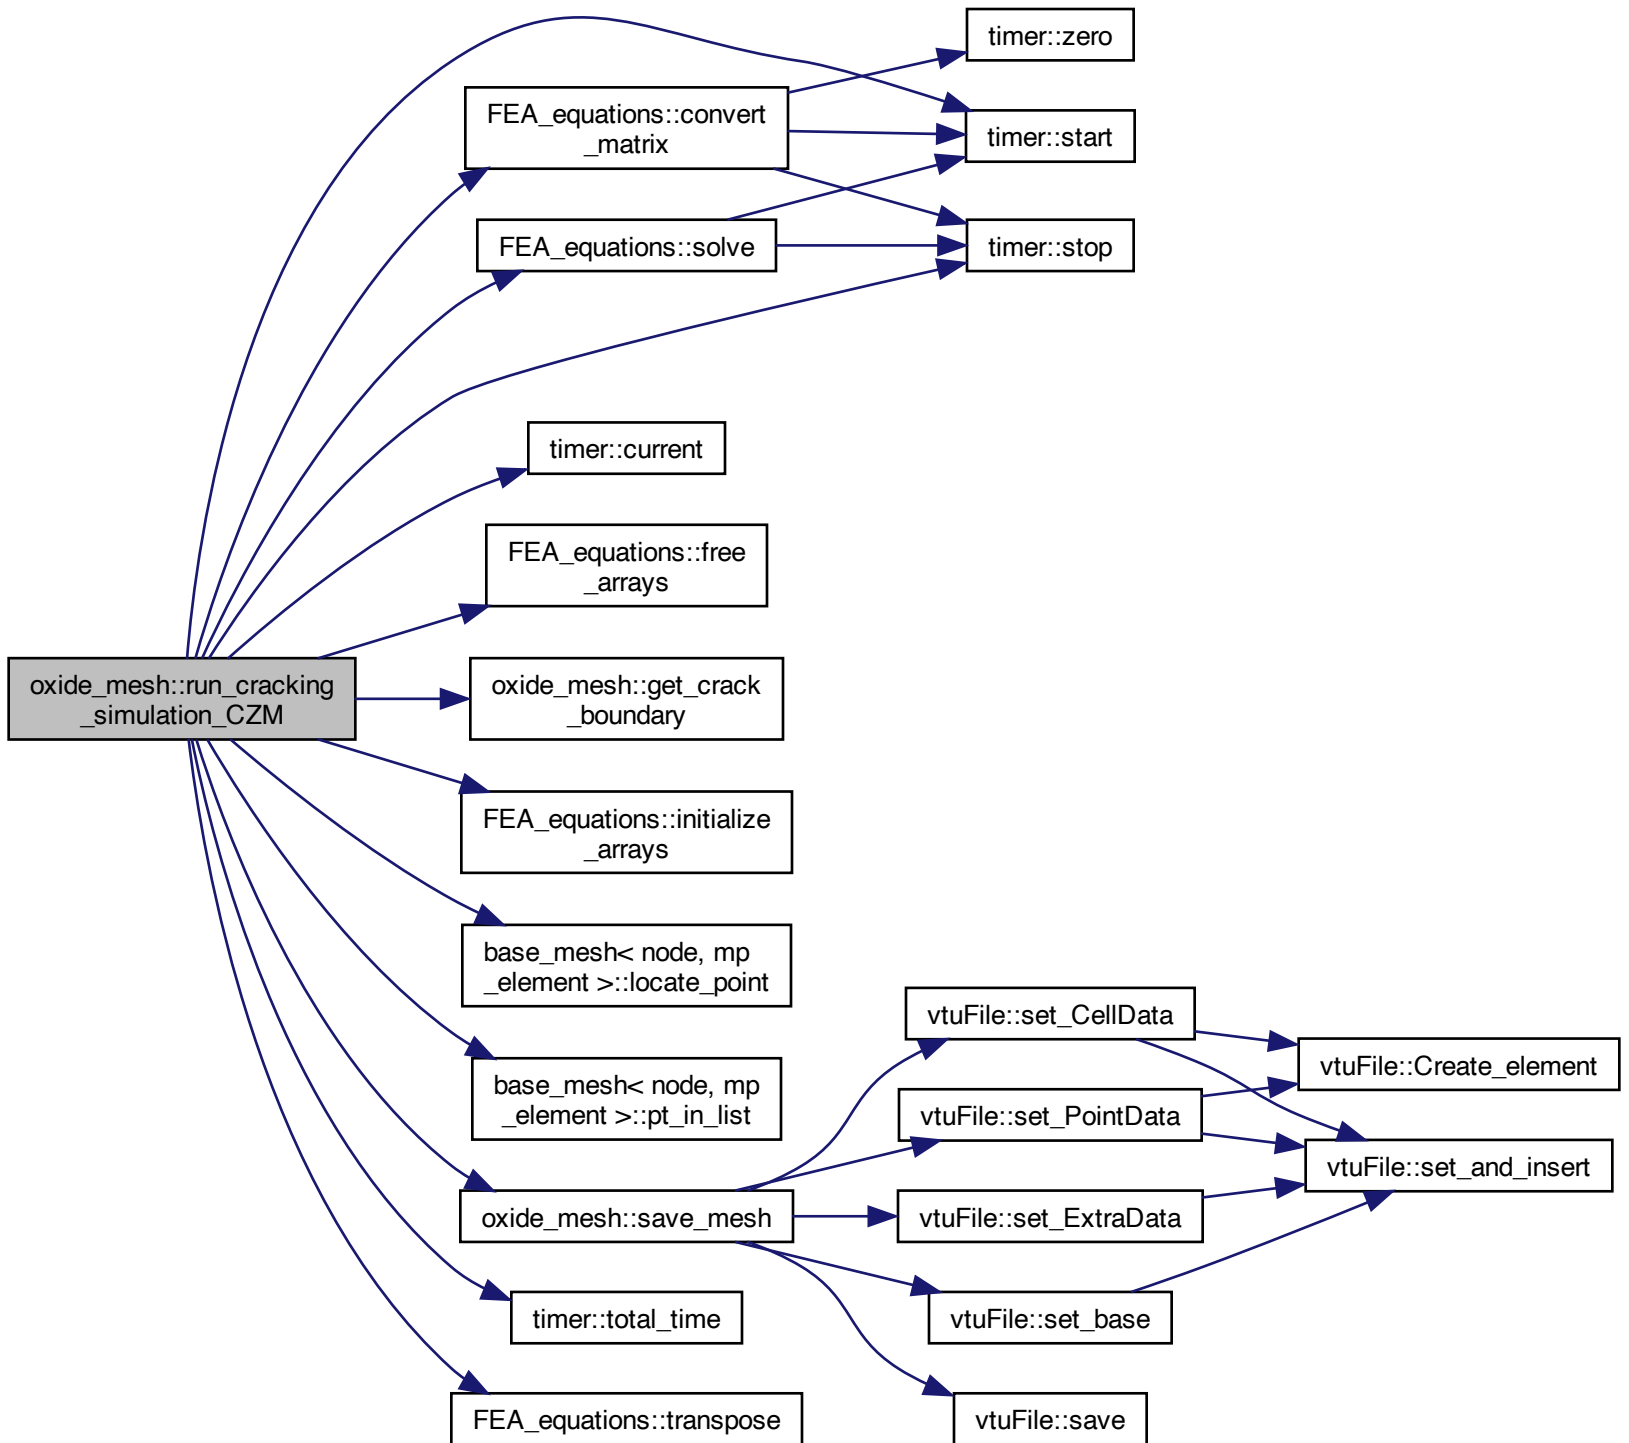 timer::zero
FEA_equations::convert
_matrix
timer::start
FEA_equations::solve
timer::stop
timer::current
FEA_equations::free
_arrays
oxide_mesh::run_cracking
_simulation_CZM
oxide_mesh::get_crack
_boundary
FEA_equations::initialize
_arrays
base_mesh< node, mp
_element >::locate_point
base_mesh< node, mp
_element >::pt_in_list
vtuFile::set_CellData
vtuFile::Create_element
vtuFile::set_PointData
vtuFile::set_and_insert
oxide_mesh::save_mesh
vtuFile::set_ExtraData
timer::total_time
vtuFile::set_base
FEA_equations::transpose
vtuFile::save